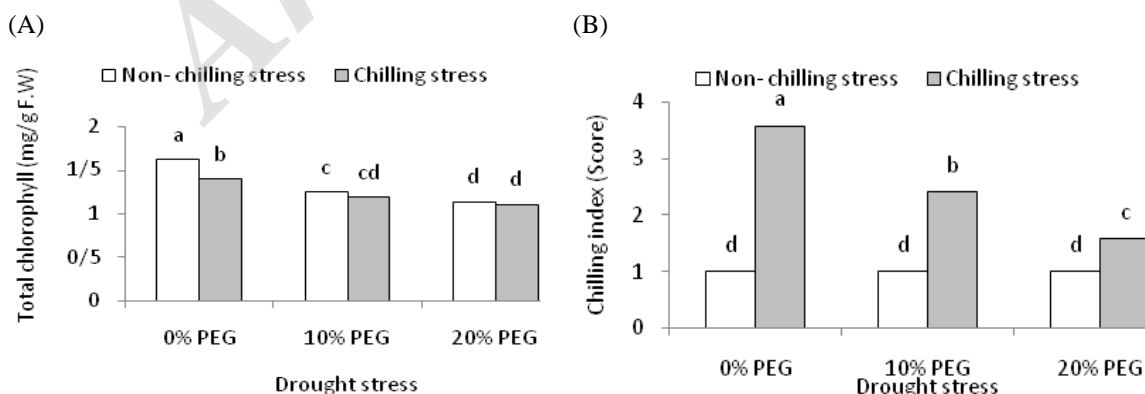 (A)
(B)
Total chlorophyll (mg/g F.W)
Non- chilling stress
Chilling stress
2
1/5
1
0/5
0
a
b
c
cd
d
d
0% PEG
10% PEG
20% PEG
Drought stress
Chilling index (Score)
Non- chilling stress
Chilling stress
4
3
2
1
0
d
a
d
b
d
c
0% PEG
10% PEG
20% PEG
Drought stress